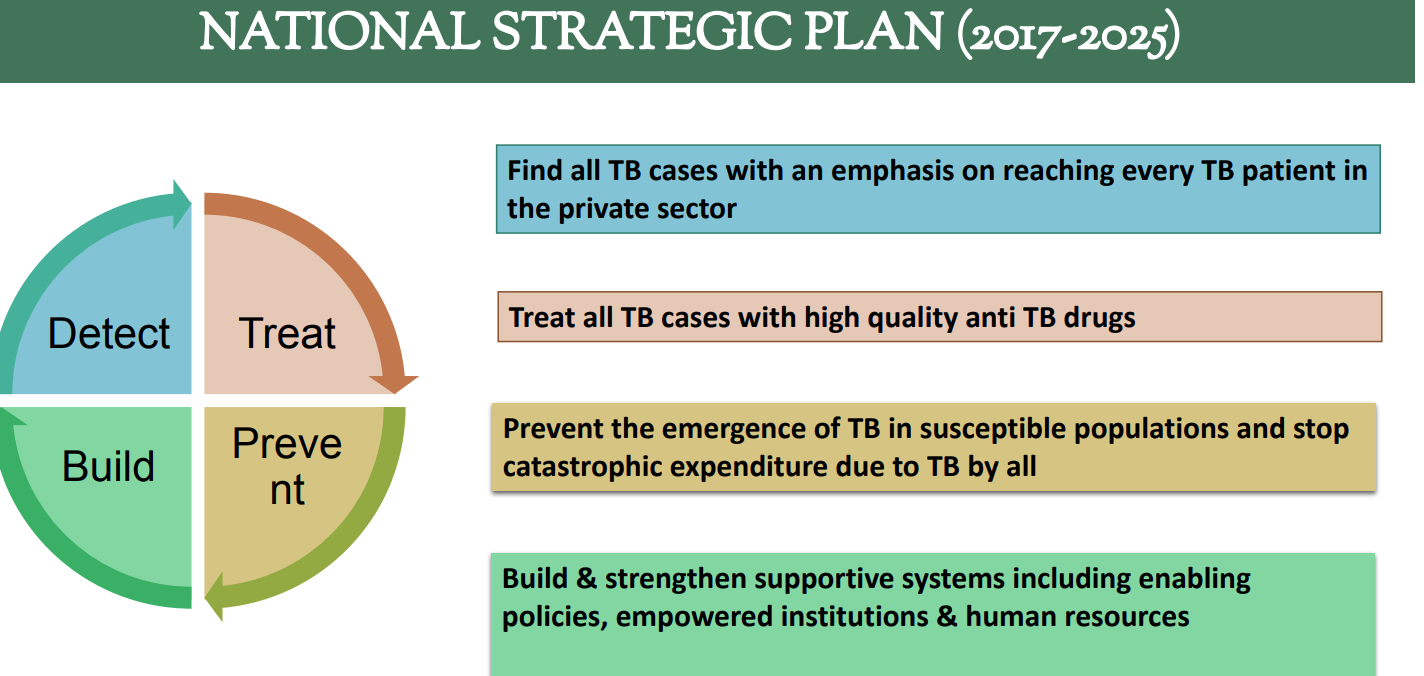 NATIONAL STRATEGIC PLAN (2017-2025)
Find all TB cases with an emphasis on reaching every TB patient in
the private sector
Detect
Treat
Treat all TB cases with high quality anti TB drugs
Build
Preve
nt
Prevent the emergence of TB in susceptible populations and stop
catastrophic expenditure due to TB by all
Build & strengthen supportive systems including enabling
policies, empowered institutions & human resources